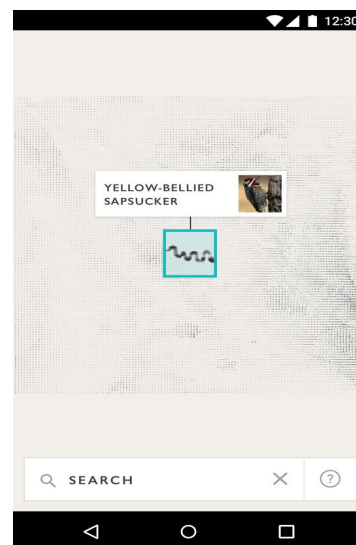 12:30
YELLOW-BELLIED
SAPSUCKER
SEARCH
?